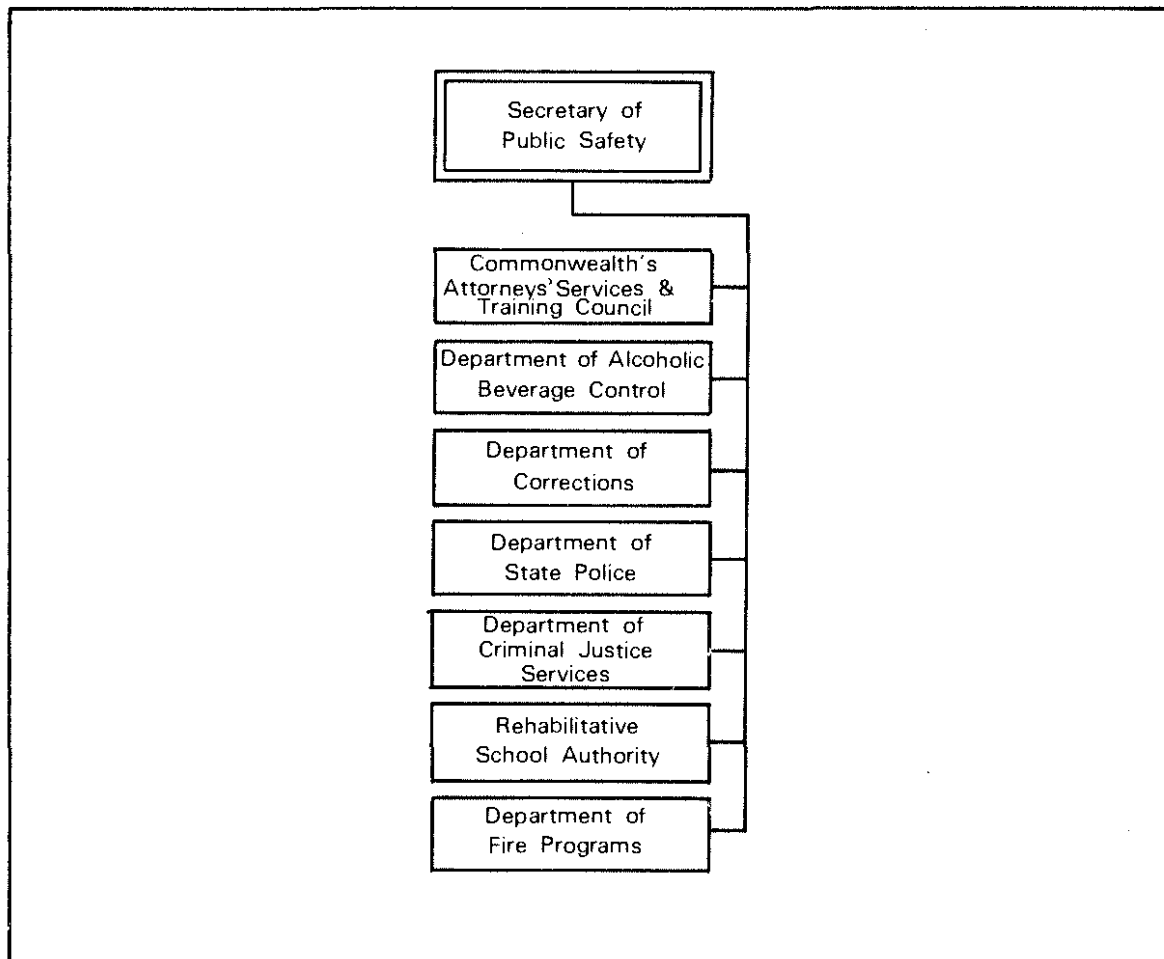 Secretary of
Public Safety
Commonwealth's
Attorneys' Services &
Training Council
Department of Alcoholic
Beverage Control
Department of
Corrections
Department of
State Police
Department of
Criminal Justice
Services
Rehabilitative
School Authority
Department of
Fire Programs